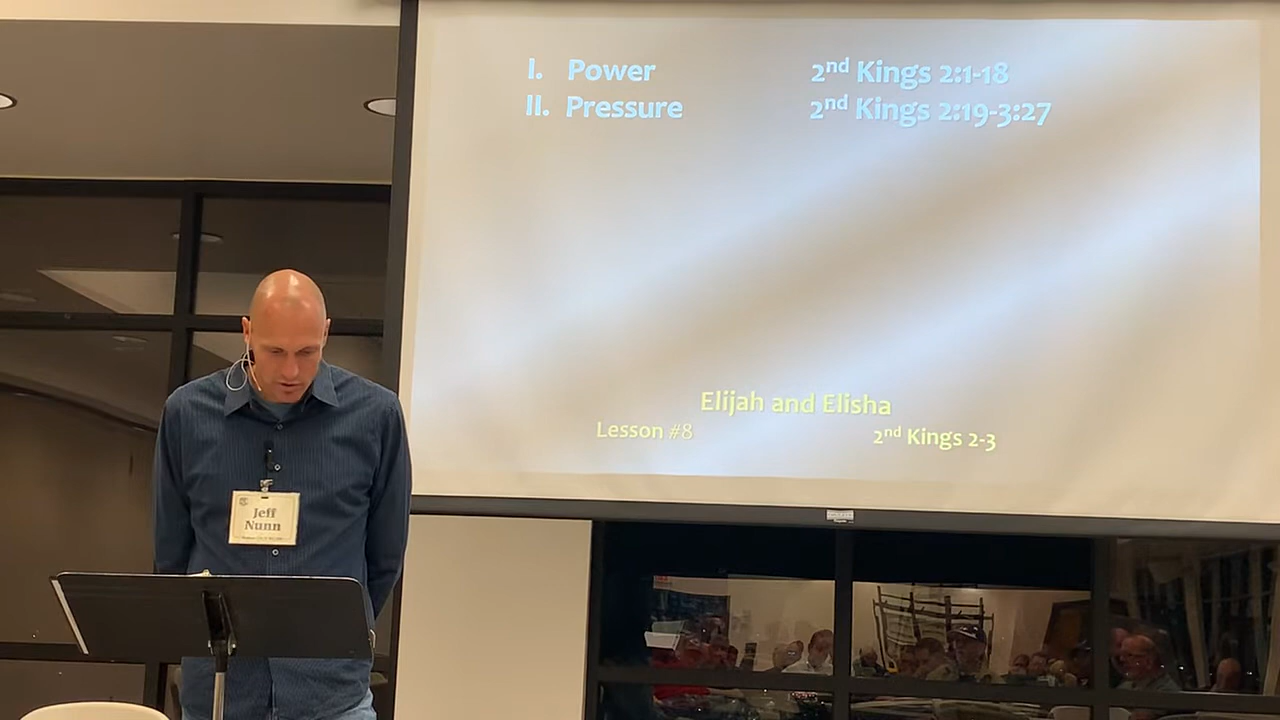 I. Power 2nd Kings 2:1-18
II. Pressure 2nd Kings 2:19-3:27
Elijah and Elisha
Lesson #8 2nd Kings 2-3
Jeff
Nunn